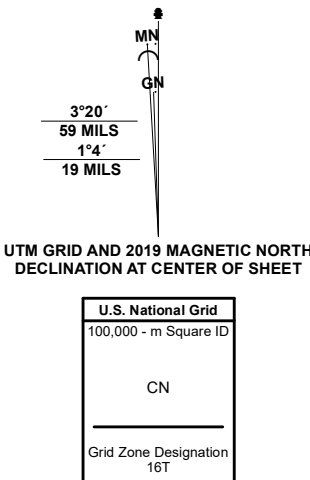 MN
GN
3°20´
59 MILS
1°4´
19 MILS
UTM GRID AND 2019 MAGNETIC NORTH
DECLINATION AT CENTER OF SHEET
U.S. National Grid
100,000 - m Square ID
CN
Grid Zone Designation
16T